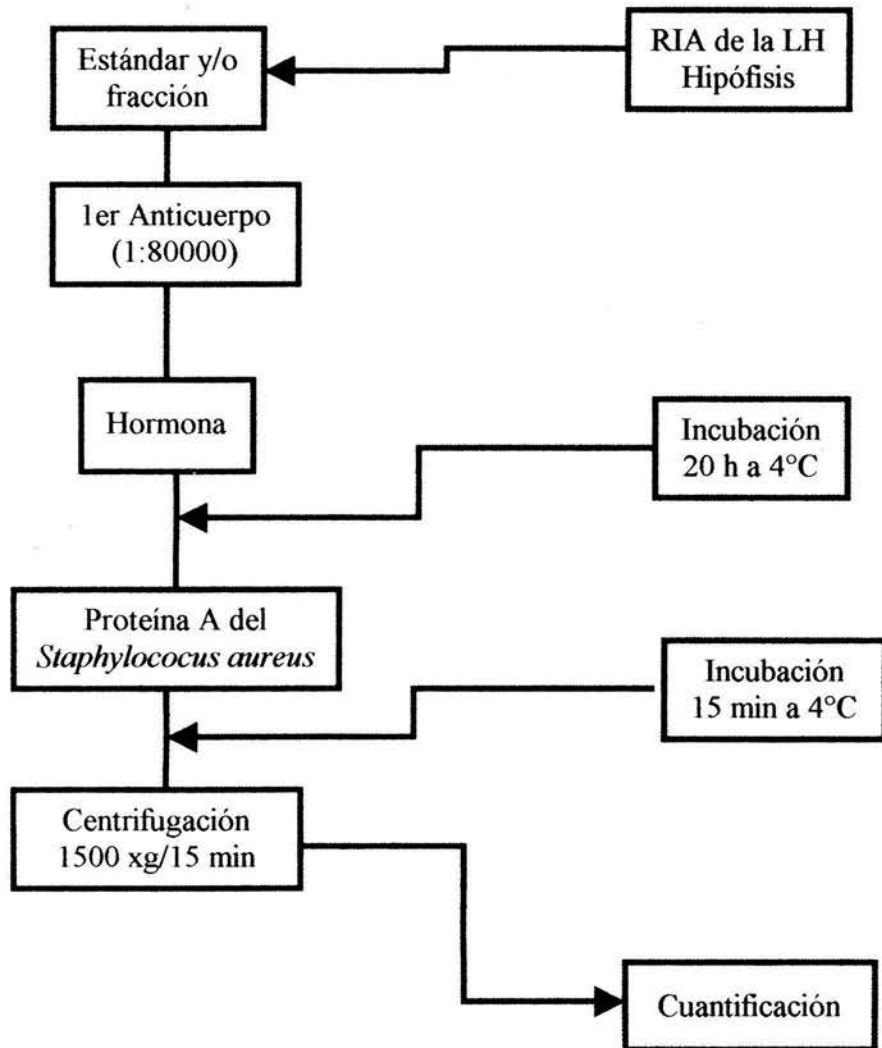 Estándar y/o
fracción
RIA de la LH
Hipófisis
1er Anticuerpo
(1:80000)
Hormona
Incubación
20 h a 4°C
Proteína A del
Staphylococus aureus
Incubación
15 min a 4°C
Centrifugación
1500 xg/15 min
Cuantificación